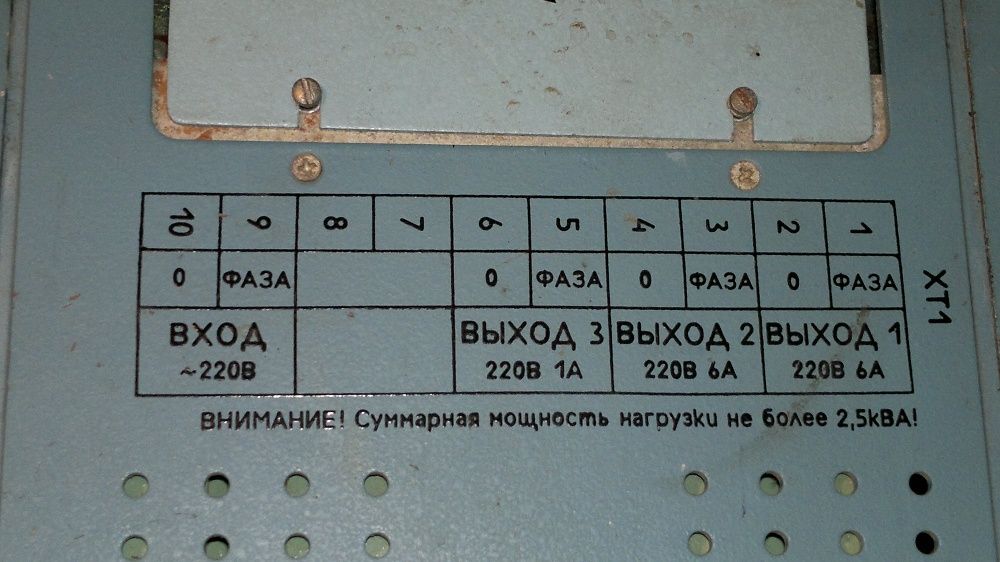 10 9 8 7 6 5 4 3 2 1
0 ФАЗА 0 ФАЗА 0 ФАЗА 0 ФАЗА
ВХОД ВЫХОД 3 ВЫХОД 2 ВЫХОД 1
~220В 220В 1А 220В 6А 220В 6А
ХТ1
ВНИМАНИЕ! Суммарная мощность нагрузки не более 2,5kВА!